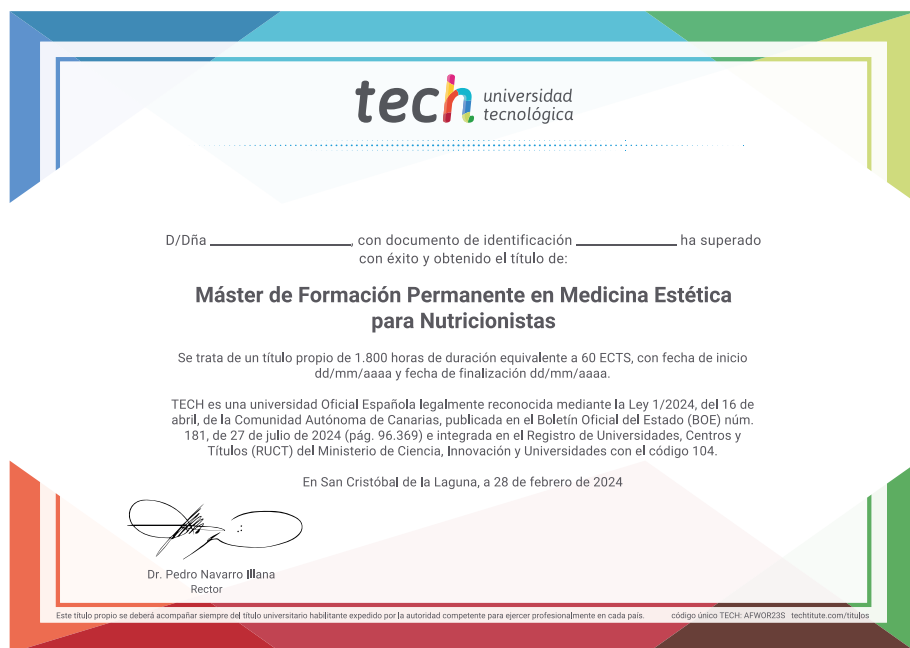 tech universidad
tecnológica
D/Dña ____________, con documento de identificación ____________ ha superado
con éxito y obtenido el título de:
Máster de Formación Permanente en Medicina Estética
para Nutricionistas
Se trata de un título propio de 1.800 horas de duración equivalente a 60 ECTS, con fecha de inicio
dd/mm/aaaa y fecha de finalización dd/mm/aaaa.
TECH es una universidad Oficial Española legalmente reconocida mediante la Ley 1/2024, del 16 de
abril, de la Comunidad Autónoma de Canarias, publicada en el Boletín Oficial del Estado (BOE) núm.
181, de 27 de julio de 2024 (pág. 96.369) e integrada en el Registro de Universidades, Centros y
Títulos (RUCT) del Ministerio de Ciencia, Innovación y Universidades con el código 104.
En San Cristóbal de la Laguna, a 28 de febrero de 2024
Dr. Pedro Navarro Illana
Rector
Este título propio se deberá acompañar siempre del título universitario habilitante expedido por la autoridad competente para ejercer profesionalmente en cada país. código único TECH: AFWOR23S techtitute.com/titulos